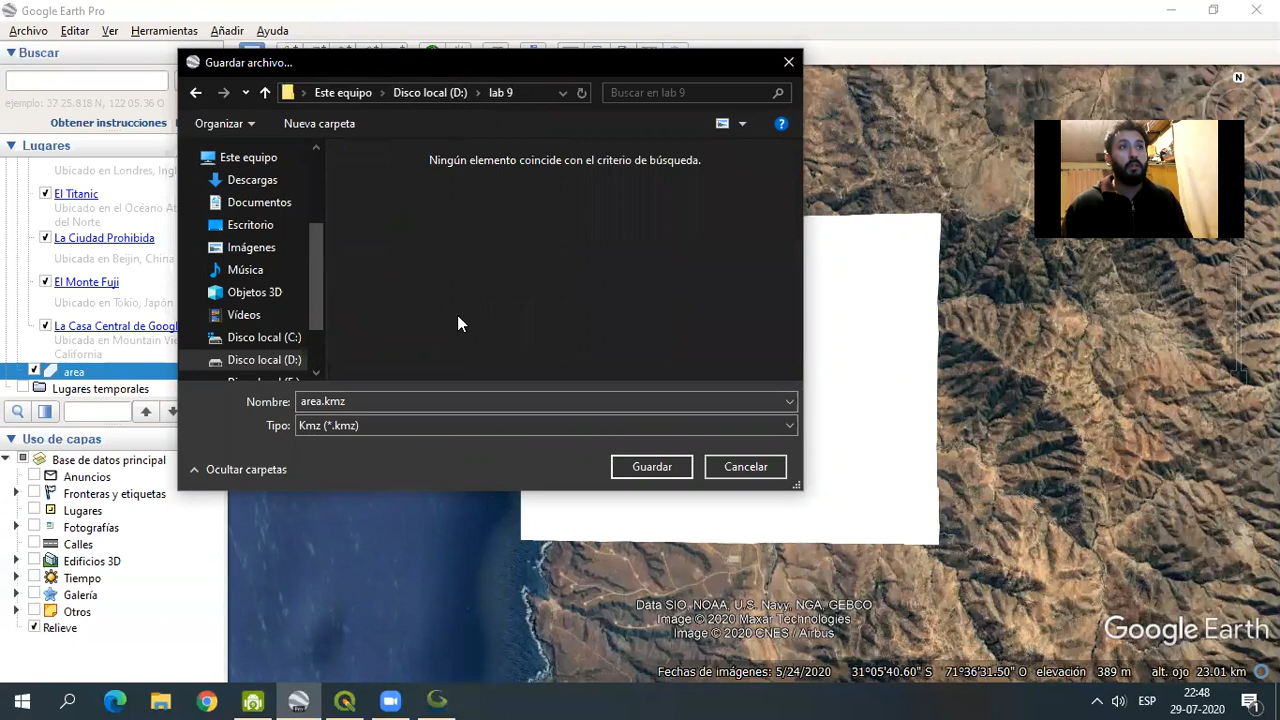 Google Earth Pro
Archivo Editar Ver Herramientas Añadir Ayuda
Buscar
ejemplo: 37 25.818 N, 122 05.36 O
Obtener instrucciones
Lugares
Ubicado en Londres, Ingl
El Titanic
Ubicado en el Océano At
del Norte
La Ciudad Prohibida
Ubicada en Beijin, China
El Monte Fuji
Ubicado en Tokio, Japón
La Casa Central de Googl
Ubicada en Mountain Vie
California
area
Lugares temporales
Uso de capas
Base de datos principal
Anuncios
Fronteras y etiquetas
Lugares
Fotografías
Calles
Edificios 3D
Tiempo
Galería
Otros
Relieve
Guardar archivo...
Este equipo > Disco local (D:) > lab 9
Buscar en lab 9
Organizar Nueva carpeta
Este equipo
Descargas
Documentos
Escritorio
Imágenes
Música
Objetos 3D
Vídeos
Disco local (C:)
Disco local (D:)
Ningún elemento coincide con el criterio de búsqueda.
Nombre: area.kmz
Tipo: Kmz (*.kmz)
Ocultar carpetas
Guardar Cancelar
N
Data SIO, NOAA, U.S. Navy, NGA, GEBCO
Image © 2020 Maxar Technologies
Image © 2020 CNES / Airbus
Google Earth
Fechas de imágenes: 5/24/2020 31°05'40.60" S 71°36'31.50" O elevación 389 m alt. ojo 23.01 km
Pro
ESP
22:48
29-07-2020
1